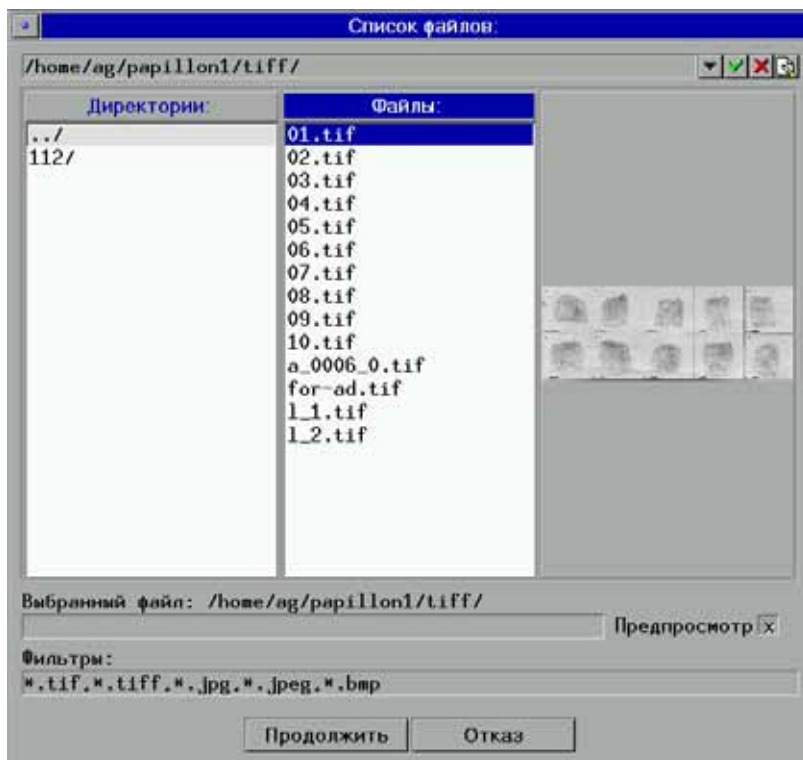 Список файлов:
/home/ag/papillon1/tiff/
Директории:
Файлы:
../
112/
01.tif
02.tif
03.tif
04.tif
05.tif
06.tif
07.tif
08.tif
09.tif
10.tif
a_0006_0.tif
for-ad.tif
l_1.tif
l_2.tif
Выбранный файл: /home/ag/papillon1/tiff/
Предпросмотр x
Фильтры:
*.tif,*.tiff,*.jpg,*.jpeg,*.bmp
Продолжить
Отказ